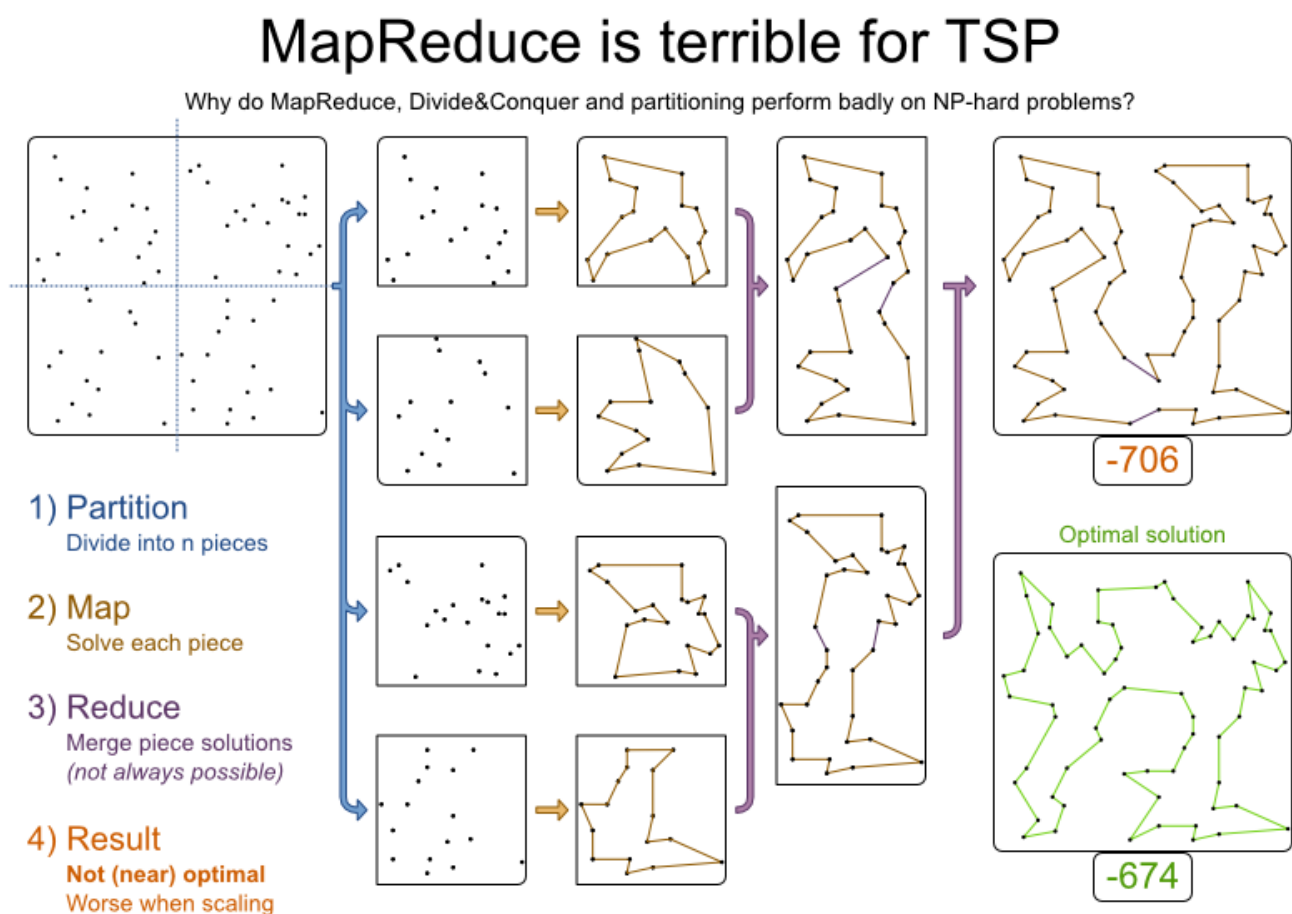 MapReduce is terrible for TSP
Why do MapReduce, Divide&Conquer and partitioning perform badly on NP-hard problems?
1) Partition
Divide into n pieces
2) Map
Solve each piece
3) Reduce
Merge piece solutions
(not always possible)
4) Result
Not (near) optimal
Worse when scaling
-706
Optimal solution
-674